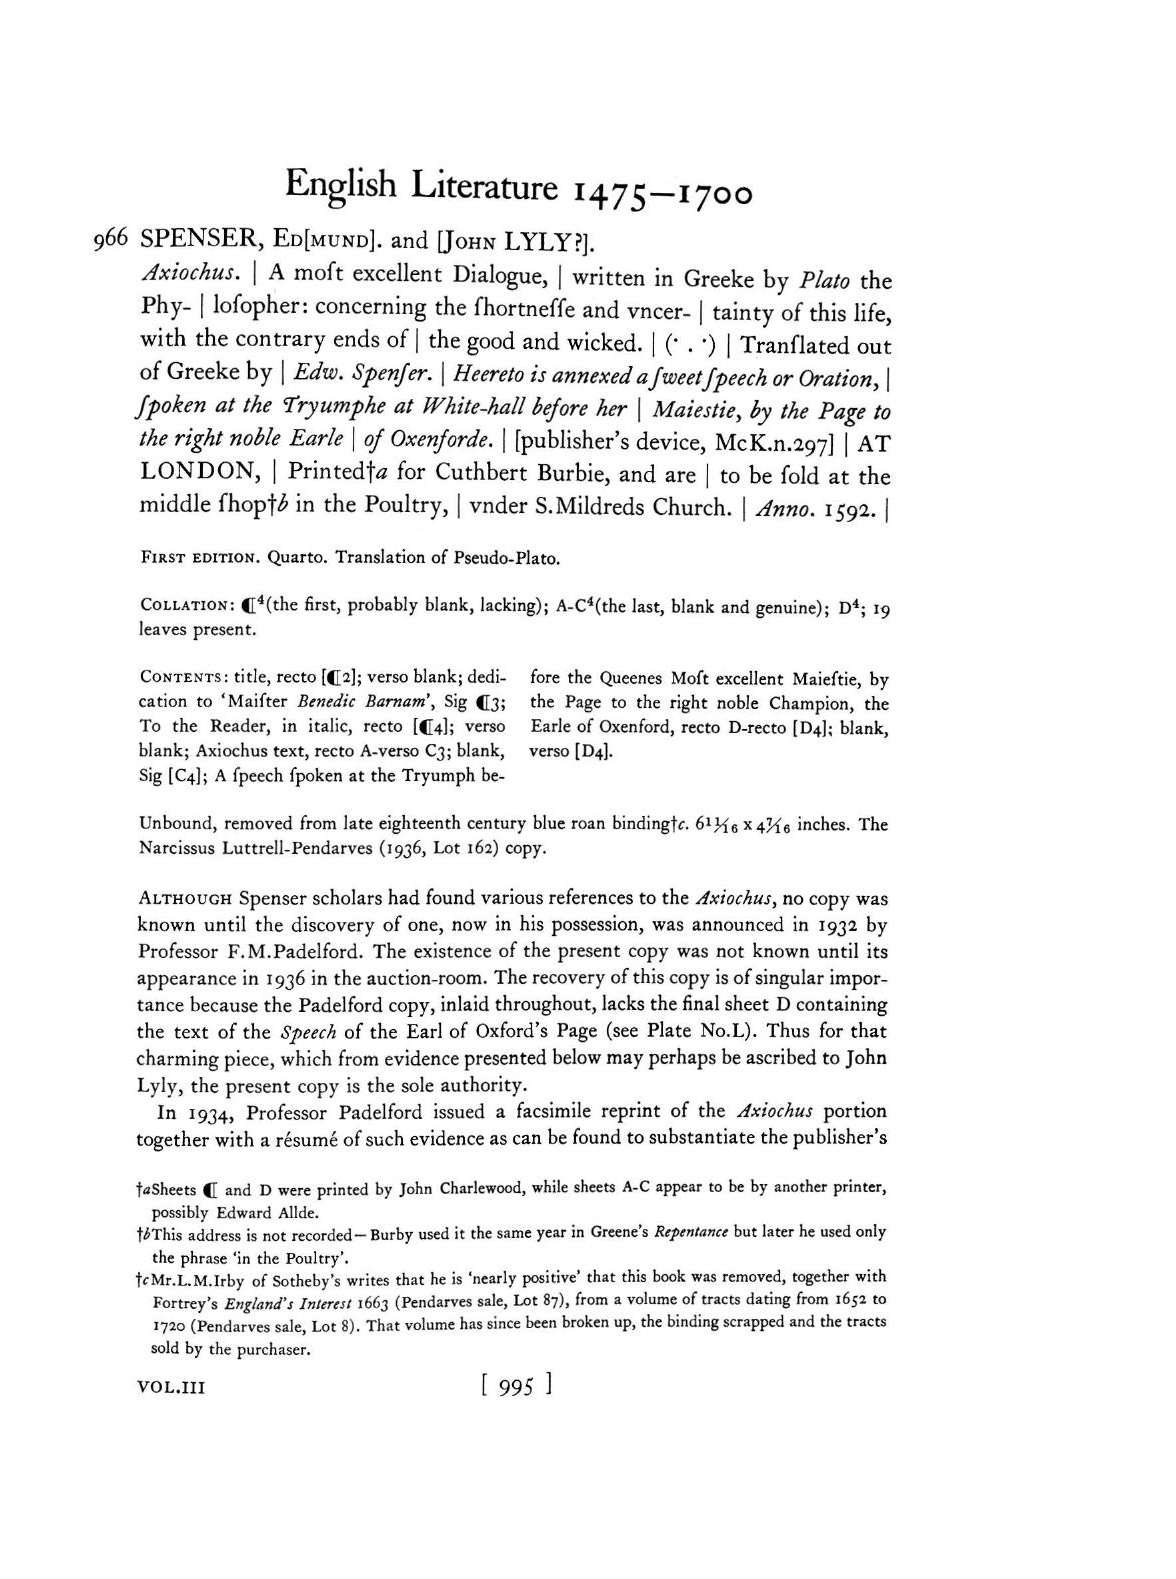 English Literature 1475—1700
966 SPENSER, ED[MUND]. and [JOHN LYLY?].
Axiochus. | A moſt excellent Dialogue, | written in Greeke by Plato the
Phy- | loſopher: concerning the ſhortneſſe and vncer- | tainty of this life,
with the contrary ends of | the good and wicked. | (· . ·) | Tranſlated out
of Greeke by | Edw. Spenſer. | Heereto is annexed a ſweet ſpeech or Oration, |
ſpoken at the Tryumphe at White-hall before her | Maiestie, by the Page to
the right noble Earle | of Oxenforde. | [publisher's device, McK.n.297] | AT
LONDON, | Printed†a for Cuthbert Burbie, and are | to be ſold at the
middle ſhop†b in the Poultry, | vnder S.Mildreds Church. | Anno. 1592. |
FIRST EDITION. Quarto. Translation of Pseudo-Plato.
COLLATION: ¶⁴(the first, probably blank, lacking); A-C⁴(the last, blank and genuine); D⁴; 19
leaves present.
CONTENTS: title, recto [¶2]; verso blank; dedi-
cation to 'Maiſter Benedic Barnam', Sig ¶3;
To the Reader, in italic, recto [¶4]; verso
blank; Axiochus text, recto A-verso C3; blank,
Sig [C4]; A ſpeech ſpoken at the Tryumph be-
fore the Queenes Moſt excellent Maieſtie, by
the Page to the right noble Champion, the
Earle of Oxenford, recto D-recto [D4]; blank,
verso [D4].
Unbound, removed from late eighteenth century blue roan binding†c. 6 11/16 x 4 7/16 inches. The
Narcissus Luttrell-Pendarves (1936, Lot 162) copy.
ALTHOUGH Spenser scholars had found various references to the Axiochus, no copy was
known until the discovery of one, now in his possession, was announced in 1932 by
Professor F.M.Padelford. The existence of the present copy was not known until its
appearance in 1936 in the auction-room. The recovery of this copy is of singular impor-
tance because the Padelford copy, inlaid throughout, lacks the final sheet D containing
the text of the Speech of the Earl of Oxford's Page (see Plate No.L). Thus for that
charming piece, which from evidence presented below may perhaps be ascribed to John
Lyly, the present copy is the sole authority.
In 1934, Professor Padelford issued a facsimile reprint of the Axiochus portion
together with a résumé of such evidence as can be found to substantiate the publisher's
†aSheets ¶ and D were printed by John Charlewood, while sheets A-C appear to be by another printer,
possibly Edward Allde.
†bThis address is not recorded—Burby used it the same year in Greene's Repentance but later he used only
the phrase 'in the Poultry'.
†cMr.L.M.Irby of Sotheby's writes that he is 'nearly positive' that this book was removed, together with
Fortrey's England's Interest 1663 (Pendarves sale, Lot 87), from a volume of tracts dating from 1652 to
1720 (Pendarves sale, Lot 8). That volume has since been broken up, the binding scrapped and the tracts
sold by the purchaser.
VOL.III [ 995 ]